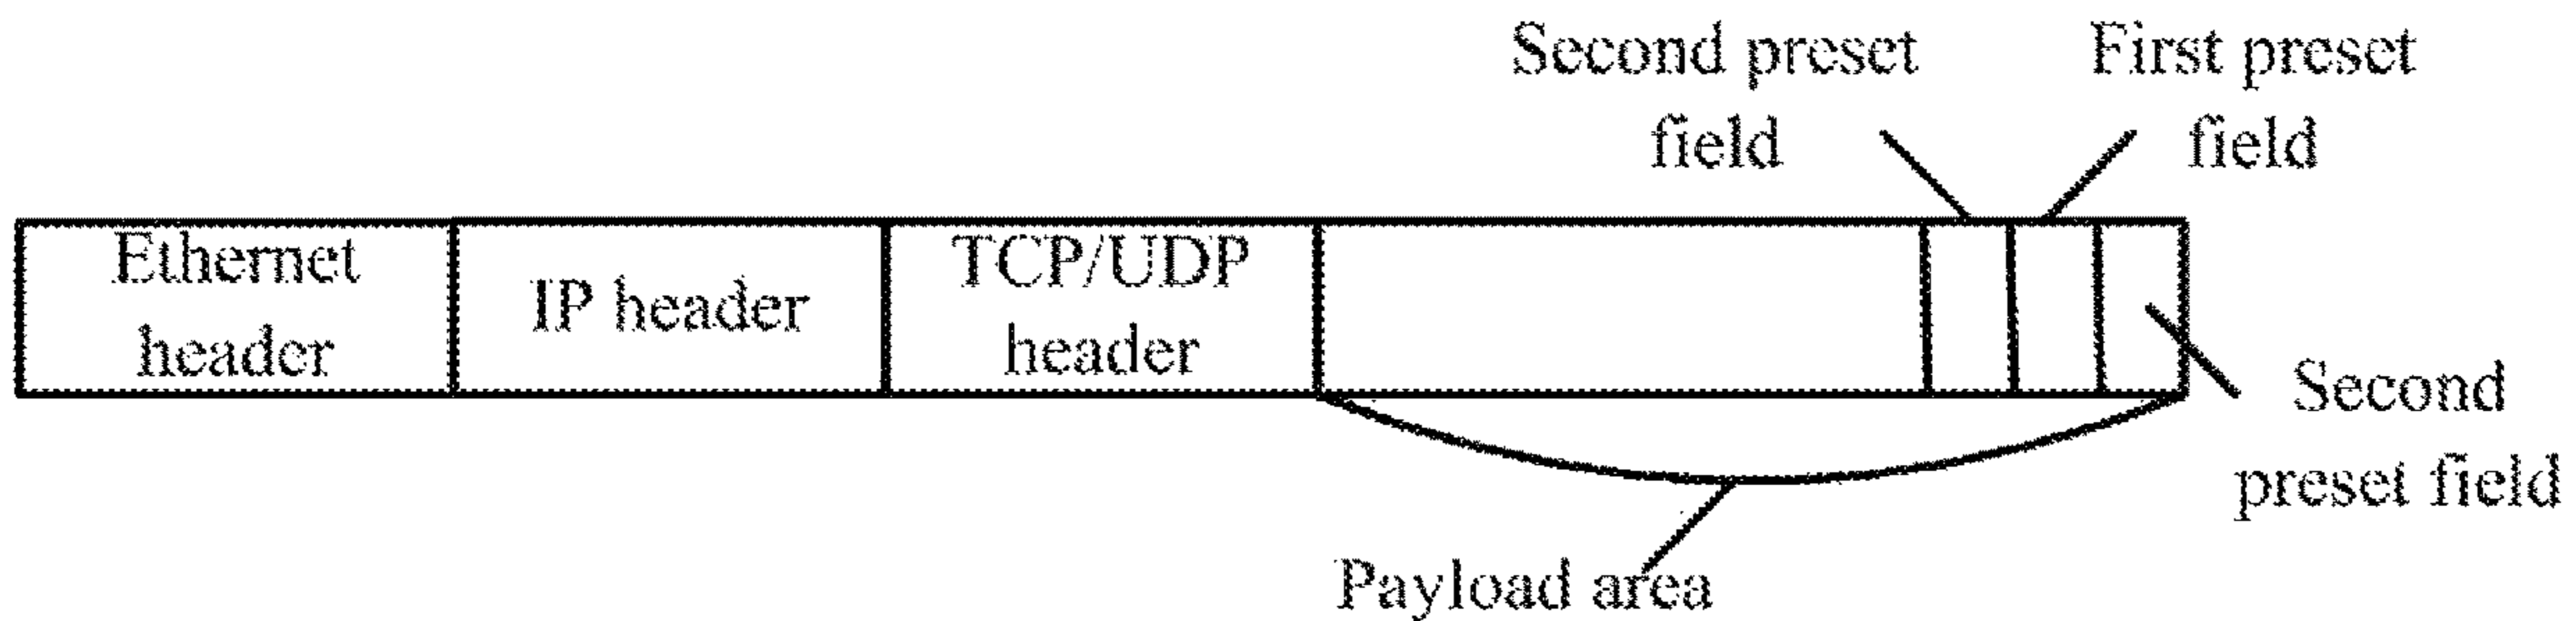 Second preset
field
First preset
field
Ethernet
header
IP header
TCP/UDP
header
Second
preset field
Payload area